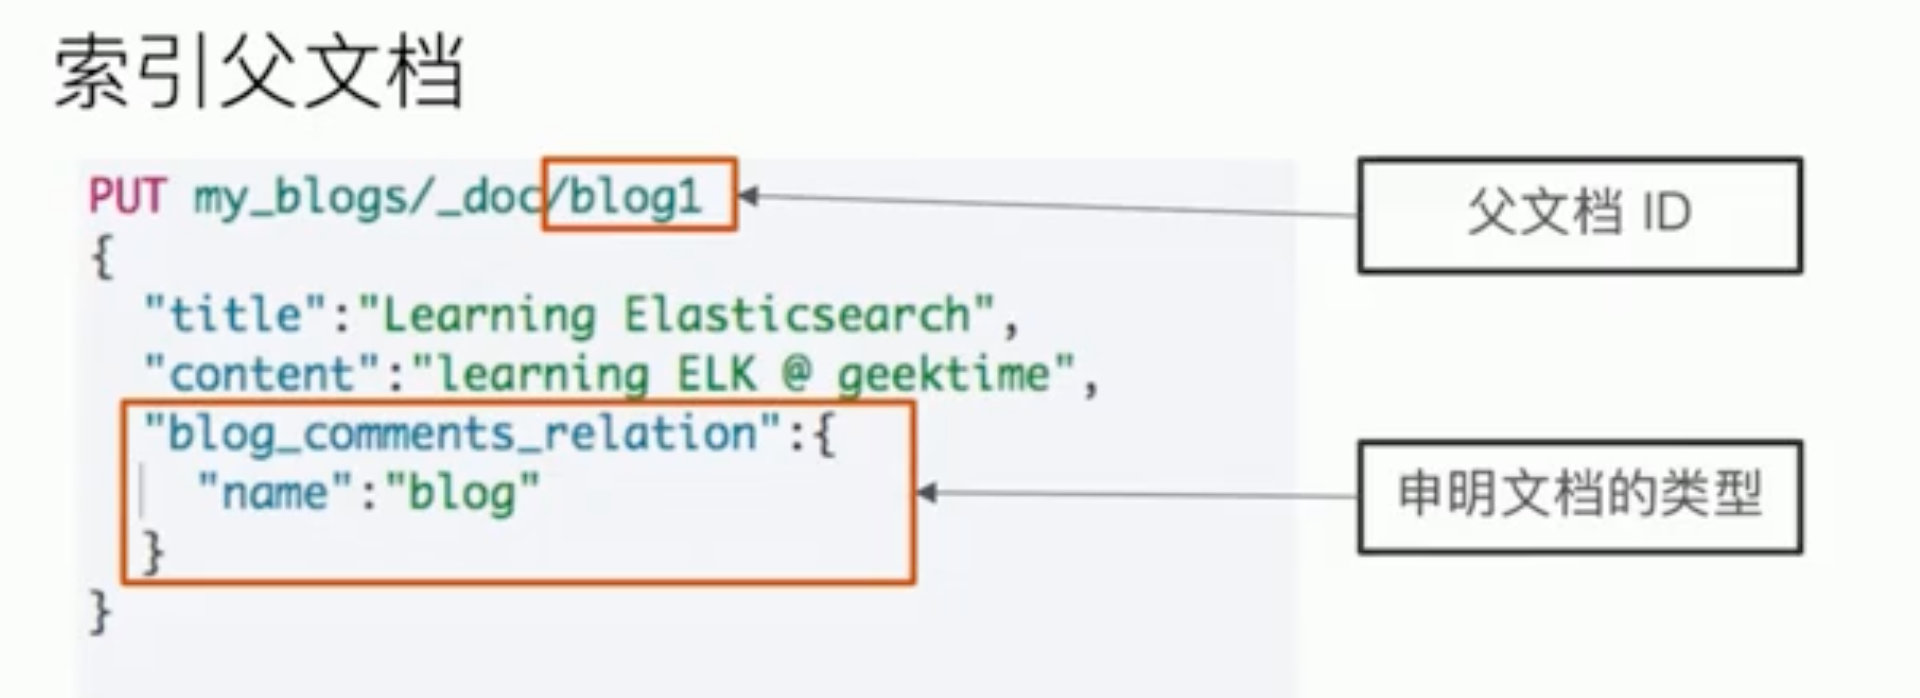 索引父文档
PUT my_blogs/_doc/blog1
父文档 ID
{
"title":"Learning Elasticsearch",
"content":"learning ELK @ geektime",
"blog_comments_relation":{
"name":"blog"
申明文档的类型
}
}